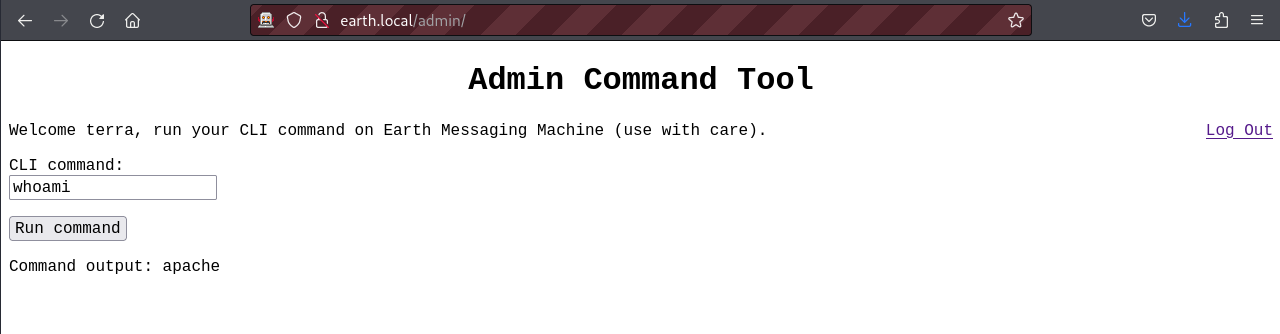 earth.local/admin/
Admin Command Tool
Welcome terra, run your CLI command on Earth Messaging Machine (use with care).
Log Out
CLI command:
whoami
Run command
Command output: apache